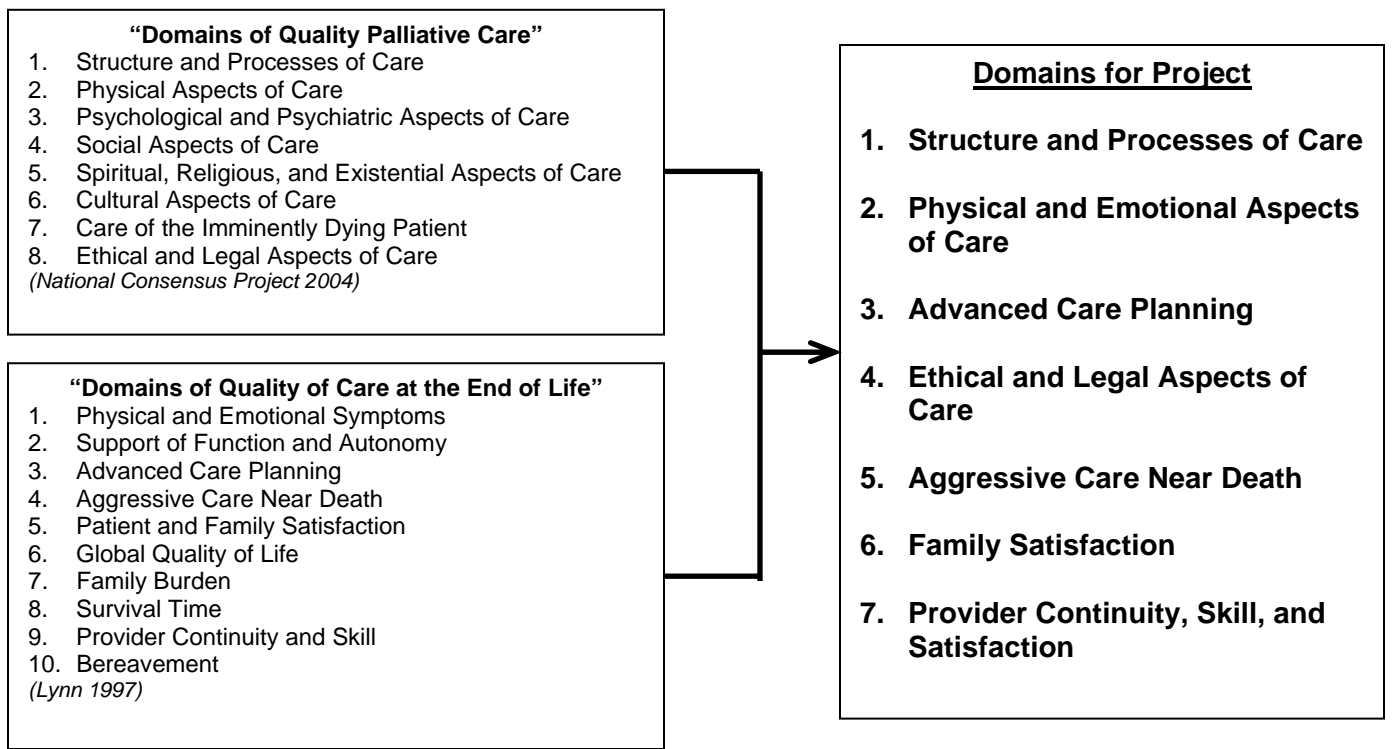 “Domains of Quality Palliative Care”
1. Structure and Processes of Care
2. Physical Aspects of Care
3. Psychological and Psychiatric Aspects of Care
4. Social Aspects of Care
5. Spiritual, Religious, and Existential Aspects of Care
6. Cultural Aspects of Care
7. Care of the Imminently Dying Patient
8. Ethical and Legal Aspects of Care
(National Consensus Project 2004)
“Domains of Quality of Care at the End of Life”
1. Physical and Emotional Symptoms
2. Support of Function and Autonomy
3. Advanced Care Planning
4. Aggressive Care Near Death
5. Patient and Family Satisfaction
6. Global Quality of Life
7. Family Burden
8. Survival Time
9. Provider Continuity and Skill
10. Bereavement
(Lynn 1997)
Domains for Project
1. Structure and Processes of Care
2. Physical and Emotional Aspects
of Care
3. Advanced Care Planning
4. Ethical and Legal Aspects of
Care
5. Aggressive Care Near Death
6. Family Satisfaction
7. Provider Continuity, Skill, and
Satisfaction